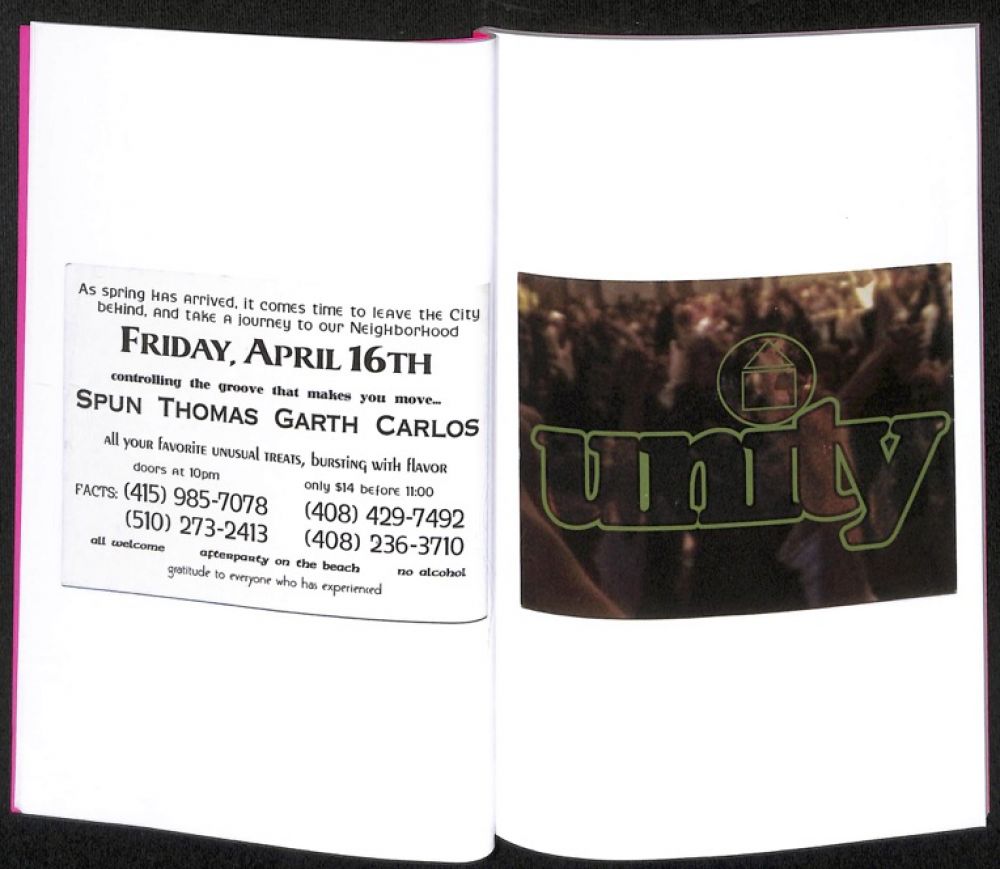 As spring has arrived, it comes time to leave the City
behind, and take a journey to our Neighborhood
Friday, April 16th
controlling the groove that makes you move...
Spun Thomas Garth Carlos
all your favorite unusual treats, bursting with flavor
doors at 10pm
only $14 before 11:00
FACTS: (415) 985-7078
(408) 429-7492
(510) 273-2413
(408) 236-3710
all welcome
afterparty on the beach
no alcohol
gratitude to everyone who has experienced
unity